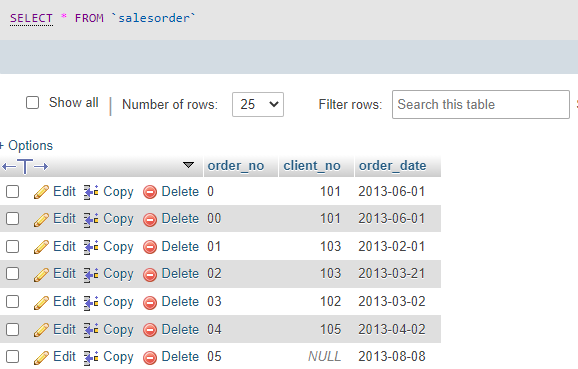 SELECT * FROM `salesorder`
Show all | Number of rows: 25 Filter rows: Search this table
+ Options
←T→ order_no client_no order_date
Edit Copy Delete 0 101 2013-06-01
Edit Copy Delete 00 101 2013-06-01
Edit Copy Delete 01 103 2013-02-01
Edit Copy Delete 02 103 2013-03-21
Edit Copy Delete 03 102 2013-03-02
Edit Copy Delete 04 105 2013-04-02
Edit Copy Delete 05 NULL 2013-08-08